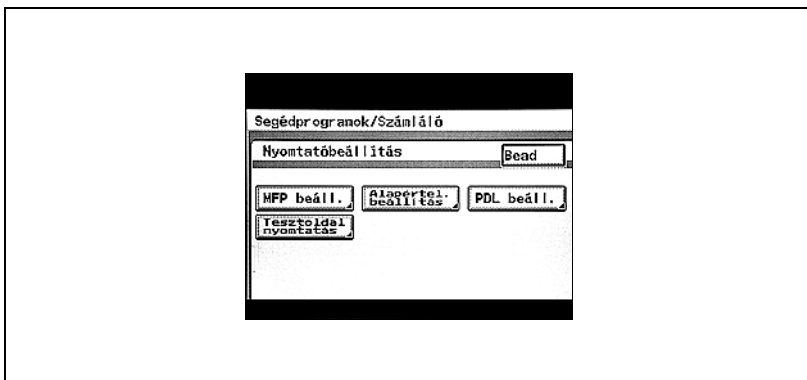 Segédprogramok/Számláló
Nyomtatóbeállítás
Bead
MFP beáll.
Alapértel.
beállítás
PDL beáll.
Tesztoldal
nyomtatás